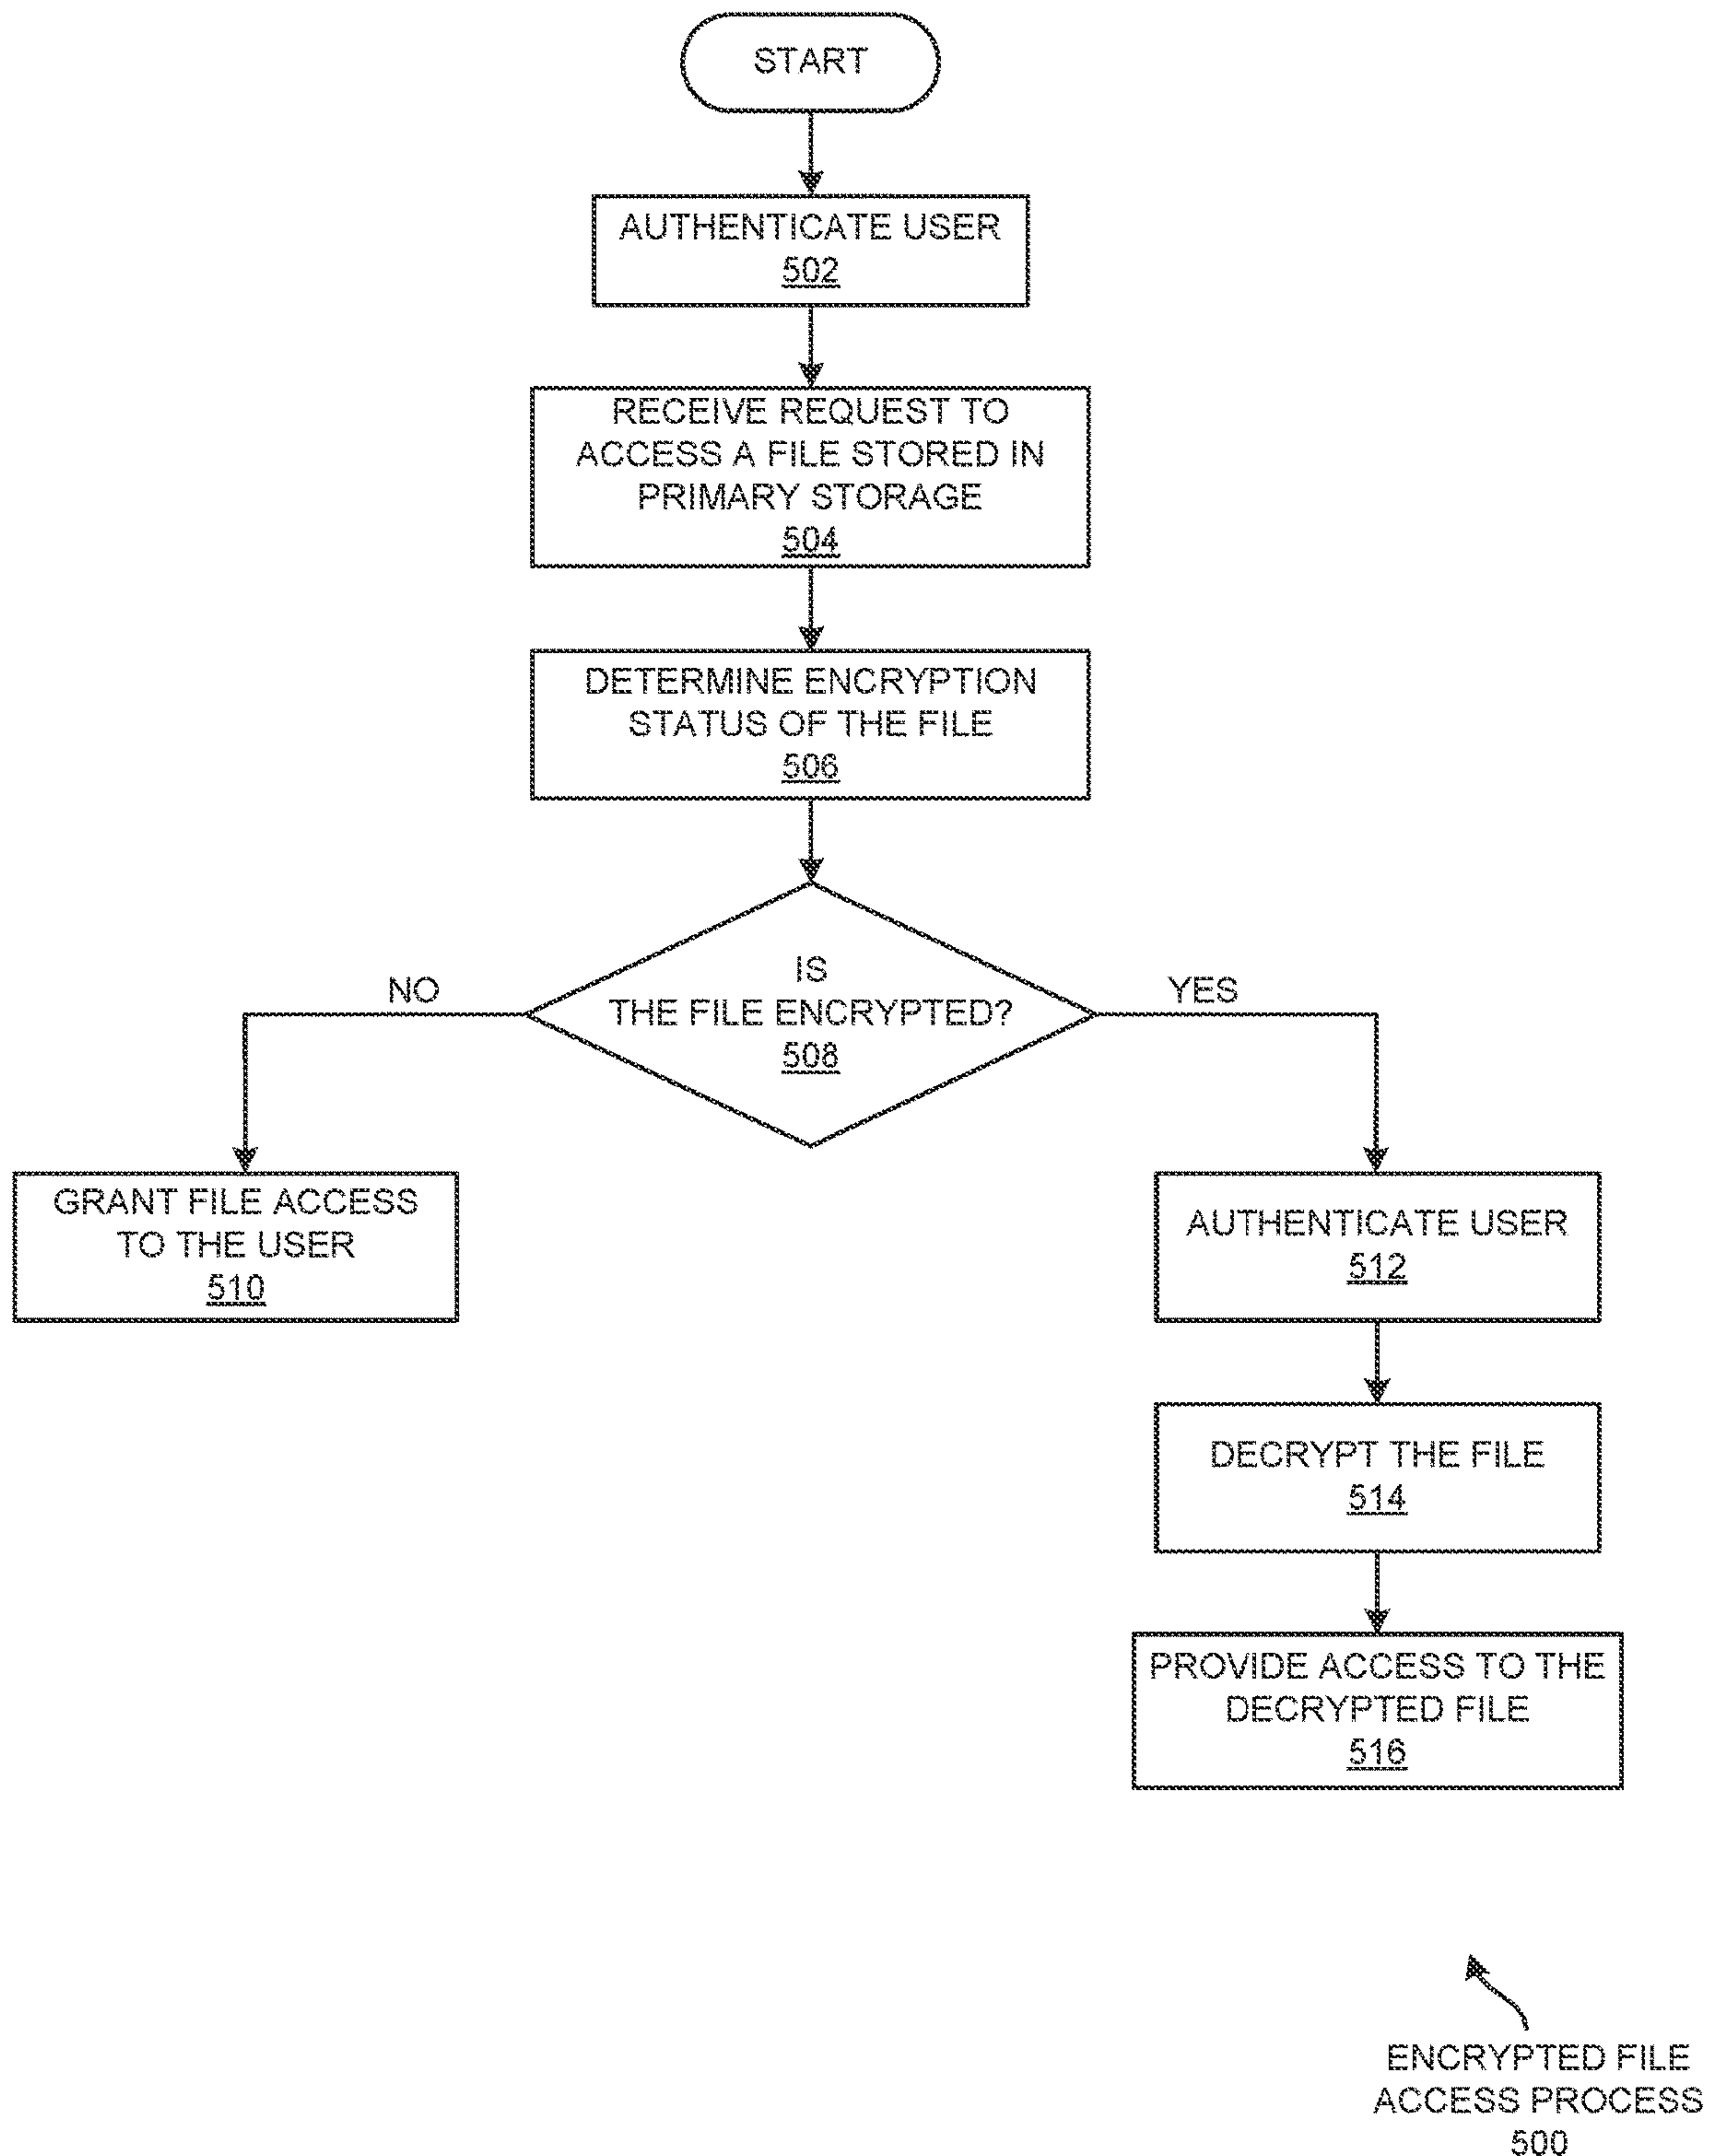 START
AUTHENTICATE USER
502
RECEIVE REQUEST TO
ACCESS A FILE STORED IN
PRIMARY STORAGE
504
DETERMINE ENCRYPTION
STATUS OF THE FILE
506
IS
THE FILE ENCRYPTED?
508
NO
YES
GRANT FILE ACCESS
TO THE USER
510
AUTHENTICATE USER
512
DECRYPT THE FILE
514
PROVIDE ACCESS TO THE
DECRYPTED FILE
516
ENCRYPTED FILE
ACCESS PROCESS
500